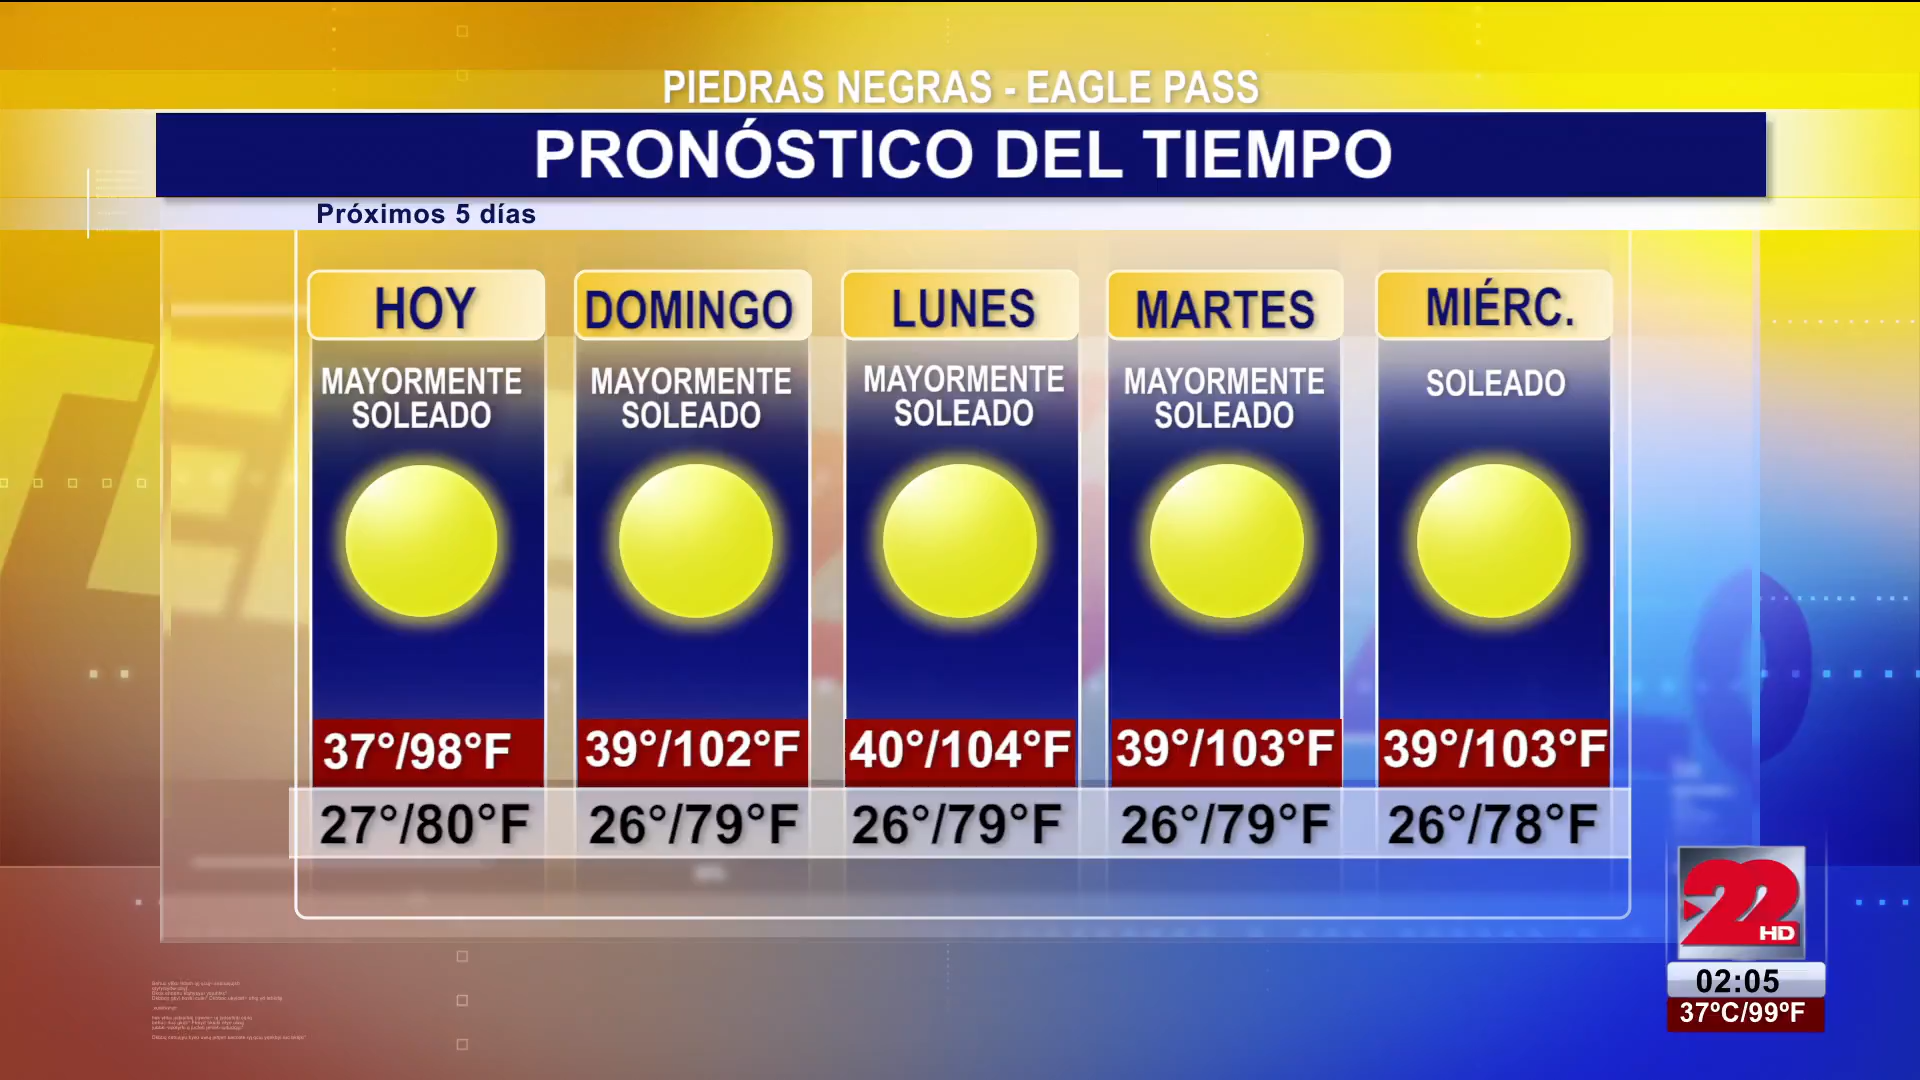 PIEDRAS NEGRAS - EAGLE PASS
PRONÓSTICO DEL TIEMPO
Próximos 5 días
HOY
MAYORMENTE
SOLEADO
37°/98°F
27°/80°F
DOMINGO
MAYORMENTE
SOLEADO
39°/102°F
26°/79°F
LUNES
MAYORMENTE
SOLEADO
40°/104°F
26°/79°F
MARTES
MAYORMENTE
SOLEADO
39°/103°F
26°/79°F
MIÉRC.
SOLEADO
39°/103°F
26°/78°F
22
HD
02:05
37ºC/99ºF